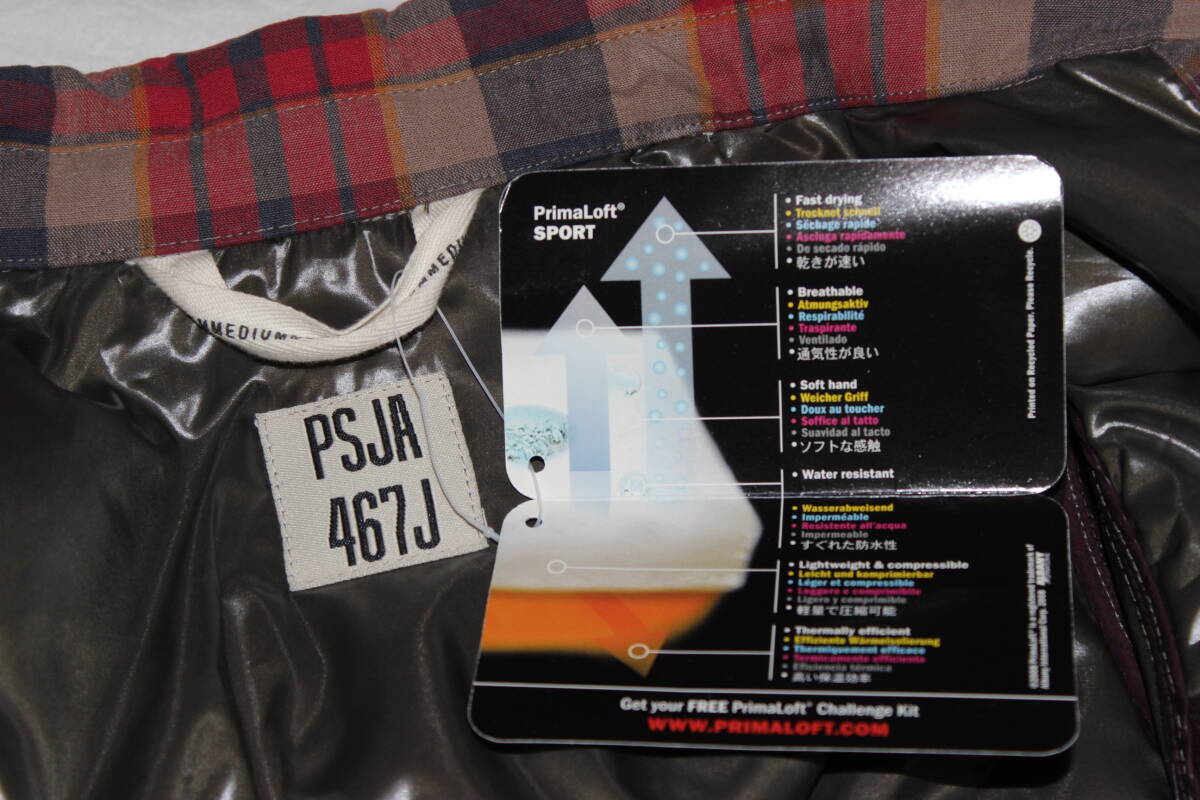 MMEDIUM
MMEDIU
PSJA
467J
PrimaLoft®
SPORT
• Fast drying
• Trocknet schnell
• Séchage rapide
• Asciuga rapidamente
• De secado rápido
• 乾きが速い
• Breathable
• Atmungsaktiv
• Respirabilité
• Traspirante
• Ventilado
• 通気性が良い
• Soft hand
• Weicher Griff
• Doux au toucher
• Soffice al tatto
• Suavidad al tacto
• ソフトな感触
• Water resistant
• Wasserabweisend
• Imperméable
• Resistente all'acqua
• Impermeable
• すぐれた防水性
• Lightweight & compressible
• Leicht und komprimierbar
• Léger et compressible
• Leggero e comprimibile
• Ligero y comprimible
• 軽量で圧縮可能
• Thermally efficient
• Effiziente Wärmeisolierung
• Thermiquement efficace
• Termicamente efficiente
• Eficiencia térmica
• 高い保温効率
Get your FREE PrimaLoft® Challenge Kit
WWW.PRIMALOFT.COM
Printed on Recycled Paper. Please Recycle.
ALBANY